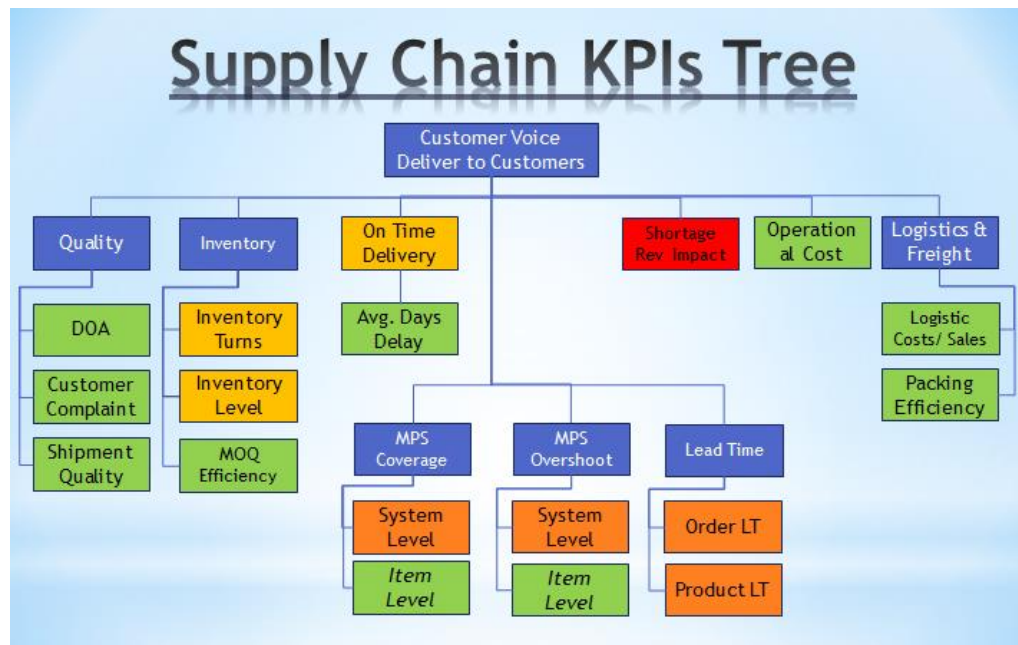 Supply Chain KPIs Tree
Customer Voice
Deliver to Customers
Quality
Inventory
On Time
Delivery
Shortage
Rev Impact
Operation
al Cost
Logistics &
Freight
DOA
Inventory
Turns
Avg. Days
Delay
Logistic
Costs/ Sales
Customer
Complaint
Inventory
Level
Packing
Efficiency
Shipment
Quality
MOQ
Efficiency
MPS
Coverage
MPS
Overshoot
Lead Time
System
Level
System
Level
Order LT
Item
Level
Item
Level
Product LT